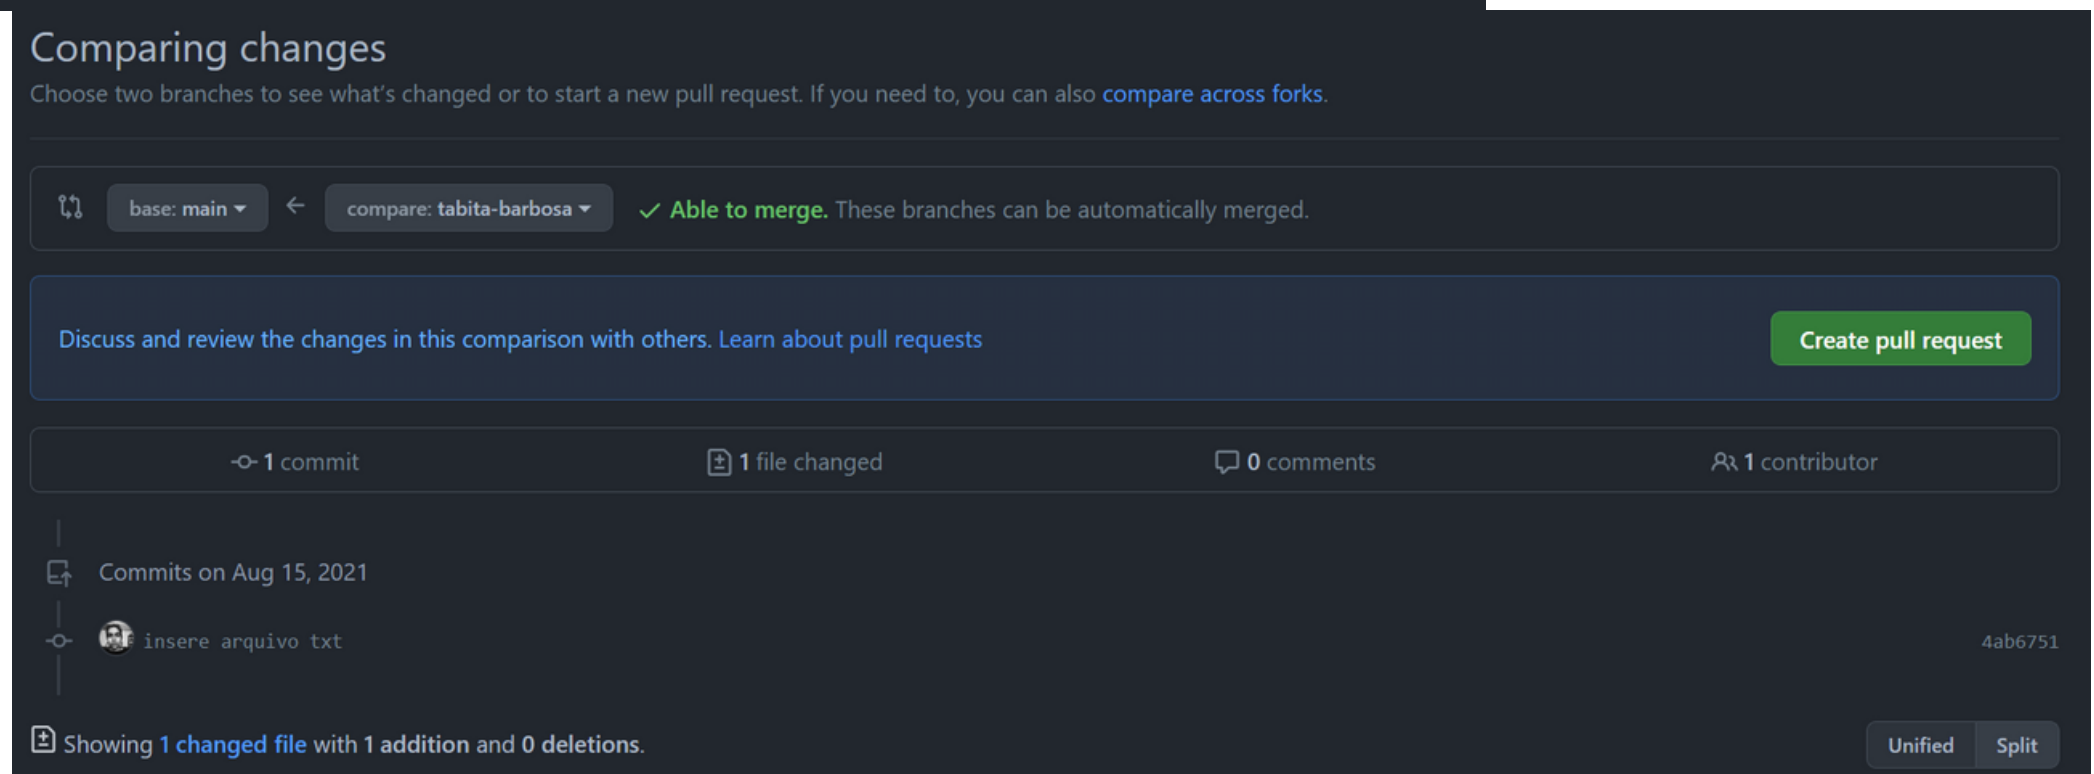 Comparing changes
Choose two branches to see what's changed or to start a new pull request. If you need to, you can also compare across forks.
base: main compare: tabita-barbosa Able to merge. These branches can be automatically merged.
Discuss and review the changes in this comparison with others. Learn about pull requests Create pull request
1 commit 1 file changed 0 comments 1 contributor
Commits on Aug 15, 2021
insere arquivo txt 4ab6751
Showing 1 changed file with 1 addition and 0 deletions. Unified Split